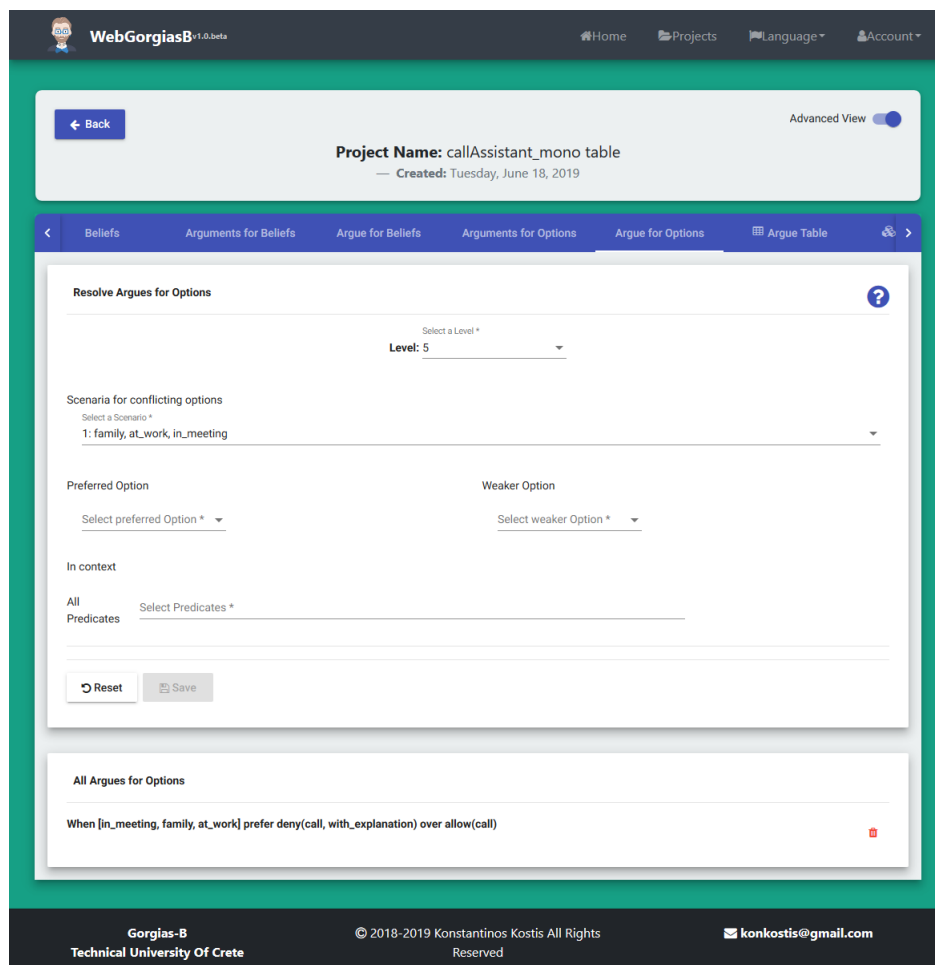 WebGorgiasB v1.0.beta
Home Projects Language Account
Back
Advanced View
Project Name: callAssistant_mono table
— Created: Tuesday, June 18, 2019
Beliefs Arguments for Beliefs Argue for Beliefs Arguments for Options Argue for Options Argue Table
Resolve Argues for Options
?
Select a Level *
Level: 5
Scenaria for conflicting options
Select a Scenario *
1: family, at_work, in_meeting
Preferred Option Weaker Option
Select preferred Option * Select weaker Option *
In context
All
Predicates
Select Predicates *
Reset Save
All Argues for Options
When [in_meeting, family, at_work] prefer deny(call, with_explanation) over allow(call)
Gorgias-B
Technical University Of Crete
© 2018-2019 Konstantinos Kostis All Rights
Reserved
konkostis@gmail.com